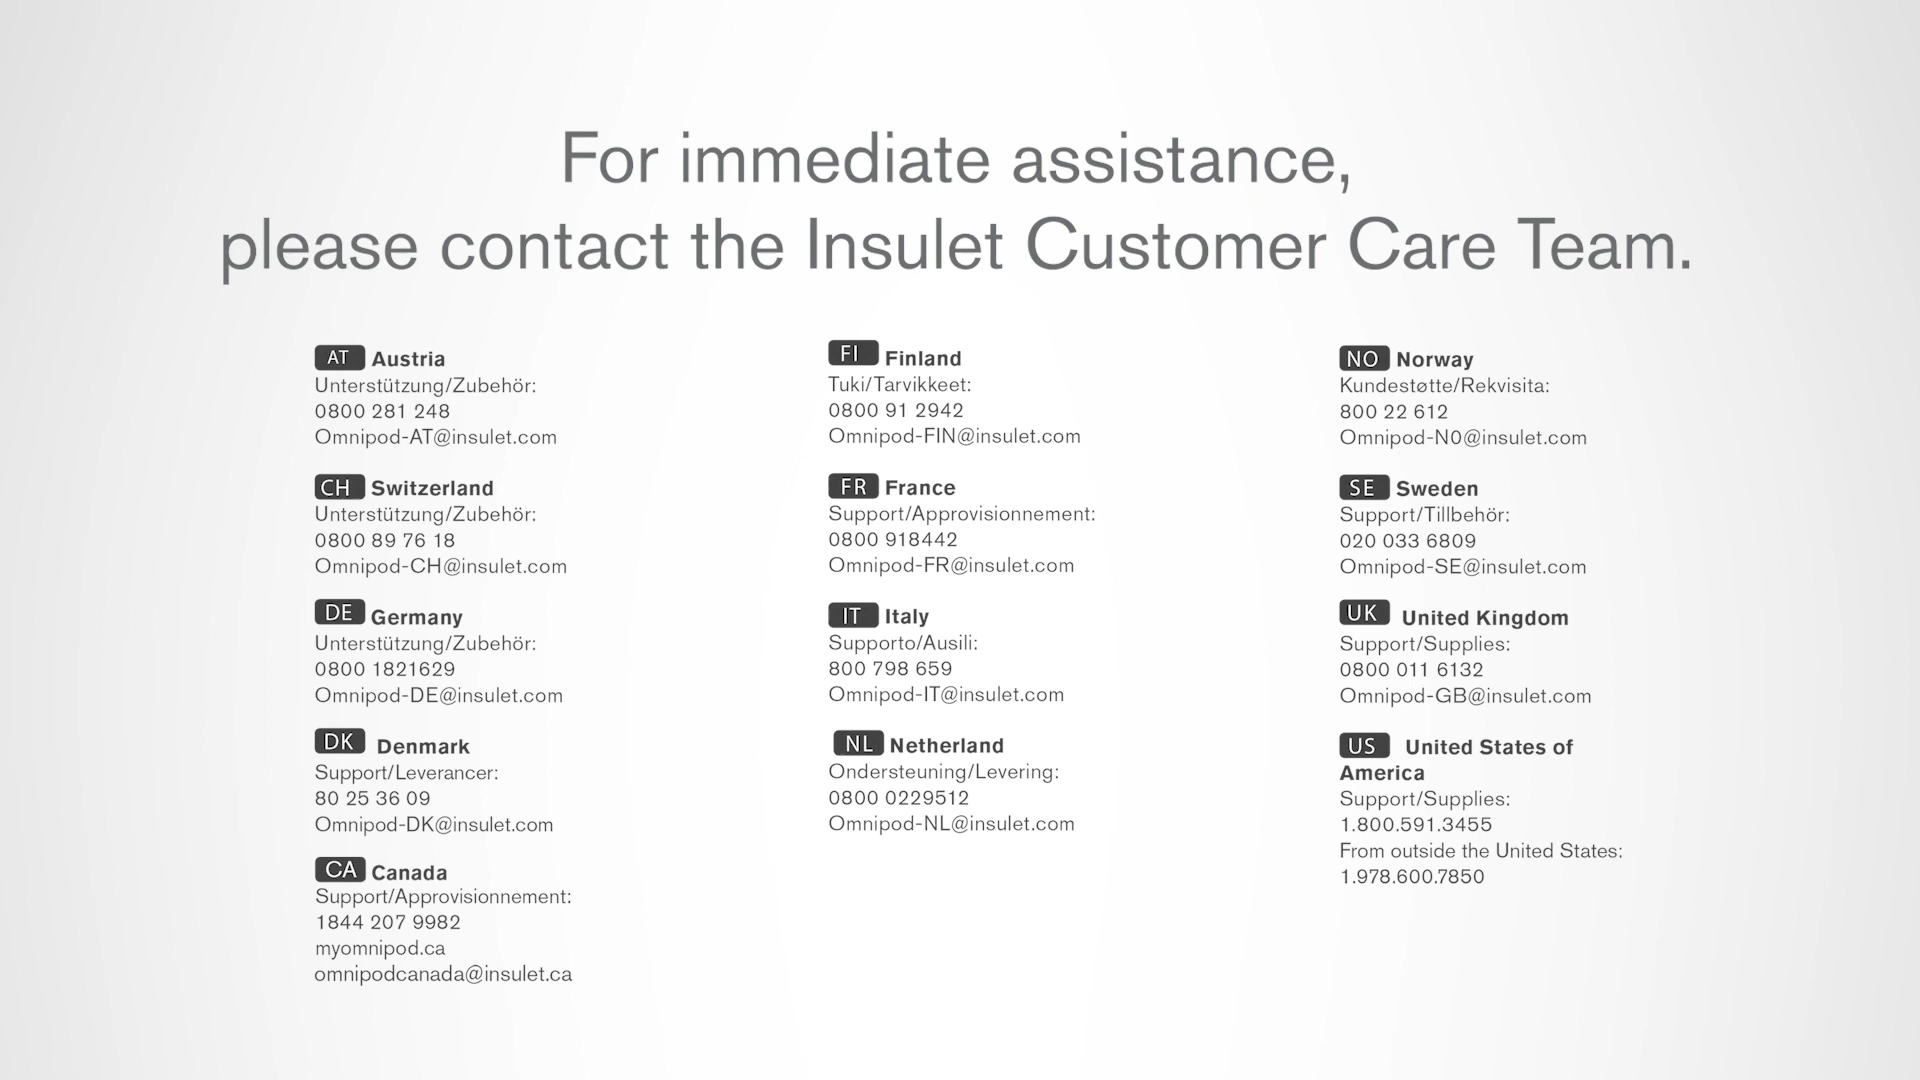 For immediate assistance,
please contact the Insulet Customer Care Team.
AT Austria
Unterstützung/Zubehör:
0800 281 248
Omnipod-AT@insulet.com
CH Switzerland
Unterstützung/Zubehör:
0800 89 76 18
Omnipod-CH@insulet.com
DE Germany
Unterstützung/Zubehör:
0800 1821629
Omnipod-DE@insulet.com
DK Denmark
Support/Leverancer:
80 25 36 09
Omnipod-DK@insulet.com
CA Canada
Support/Approvisionnement:
1844 207 9982
myomnipod.ca
omnipodcanada@insulet.ca
FI Finland
Tuki/Tarvikkeet:
0800 91 2942
Omnipod-FIN@insulet.com
FR France
Support/Approvisionnement:
0800 918442
Omnipod-FR@insulet.com
IT Italy
Supporto/Ausili:
800 798 659
Omnipod-IT@insulet.com
NL Netherland
Ondersteuning/Levering:
0800 0229512
Omnipod-NL@insulet.com
NO Norway
Kundestøtte/Rekvisita:
800 22 612
Omnipod-N0@insulet.com
SE Sweden
Support/Tillbehör:
020 033 6809
Omnipod-SE@insulet.com
UK United Kingdom
Support/Supplies:
0800 011 6132
Omnipod-GB@insulet.com
US United States of
America
Support/Supplies:
1.800.591.3455
From outside the United States:
1.978.600.7850